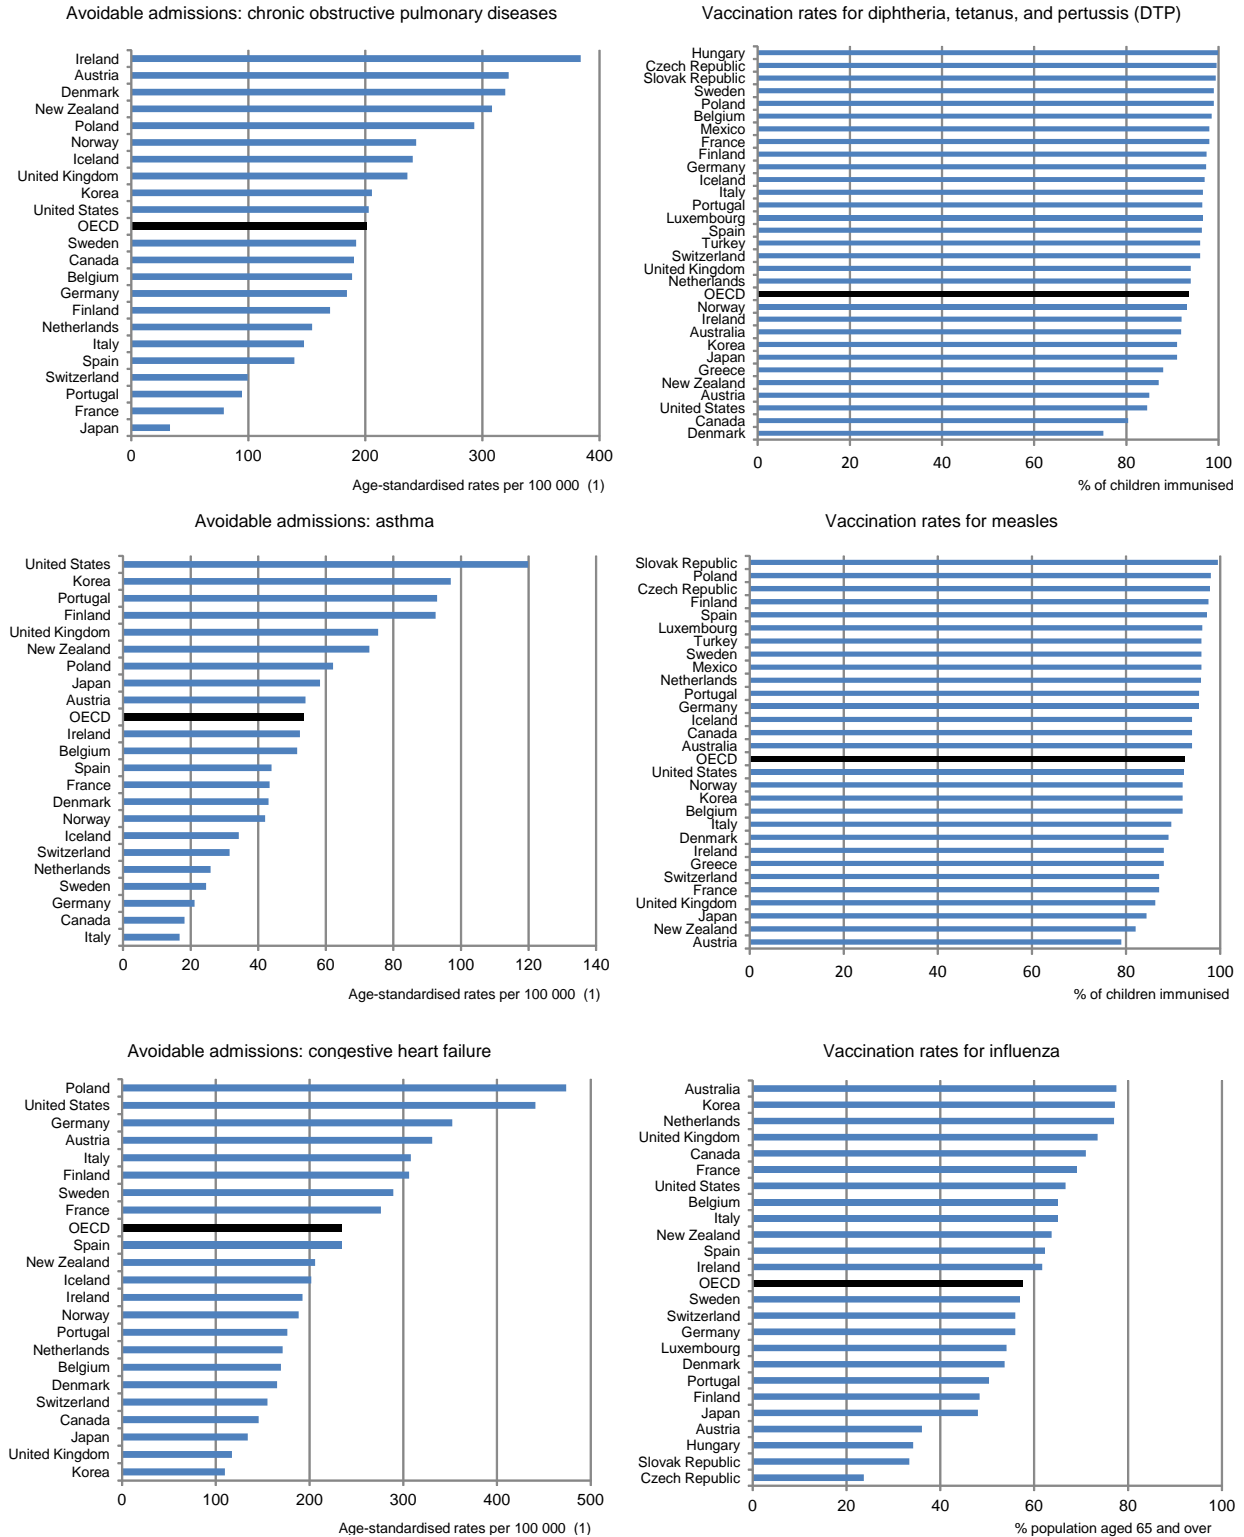 Avoidable admissions: chronic obstructive pulmonary diseases
Ireland
Austria
Denmark
New Zealand
Poland
Norway
Iceland
United Kingdom
Korea
United States
OECD
Sweden
Canada
Belgium
Germany
Finland
Netherlands
Italy
Spain
Switzerland
Portugal
France
Japan
0 100 200 300 400
Age-standardised rates per 100 000 (1)
Vaccination rates for diphtheria, tetanus, and pertussis (DTP)
Hungary
Czech Republic
Slovak Republic
Sweden
Poland
Belgium
Mexico
France
Finland
Germany
Iceland
Italy
Portugal
Luxembourg
Spain
Turkey
Switzerland
United Kingdom
Netherlands
OECD
Norway
Ireland
Australia
Korea
Japan
Greece
New Zealand
Austria
United States
Canada
Denmark
0 20 40 60 80 100
% of children immunised
Avoidable admissions: asthma
United States
Korea
Portugal
Finland
United Kingdom
New Zealand
Poland
Japan
Austria
OECD
Ireland
Belgium
Spain
France
Denmark
Norway
Iceland
Switzerland
Netherlands
Sweden
Germany
Canada
Italy
0 20 40 60 80 100 120 140
Age-standardised rates per 100 000 (1)
Vaccination rates for measles
Slovak Republic
Poland
Czech Republic
Finland
Spain
Luxembourg
Turkey
Sweden
Mexico
Netherlands
Portugal
Germany
Iceland
Canada
Australia
OECD
United States
Norway
Korea
Belgium
Italy
Denmark
Ireland
Greece
Switzerland
France
United Kingdom
Japan
New Zealand
Austria
0 20 40 60 80 100
% of children immunised
Avoidable admissions: congestive heart failure
Poland
United States
Germany
Austria
Italy
Finland
Sweden
France
OECD
Spain
New Zealand
Iceland
Ireland
Norway
Portugal
Netherlands
Belgium
Denmark
Switzerland
Canada
Japan
United Kingdom
Korea
0 100 200 300 400 500
Age-standardised rates per 100 000 (1)
Vaccination rates for influenza
Australia
Korea
Netherlands
United Kingdom
Canada
France
United States
Belgium
Italy
New Zealand
Spain
Ireland
OECD
Sweden
Switzerland
Germany
Luxembourg
Denmark
Portugal
Finland
Japan
Austria
Hungary
Slovak Republic
Czech Republic
0 20 40 60 80 100
% population aged 65 and over